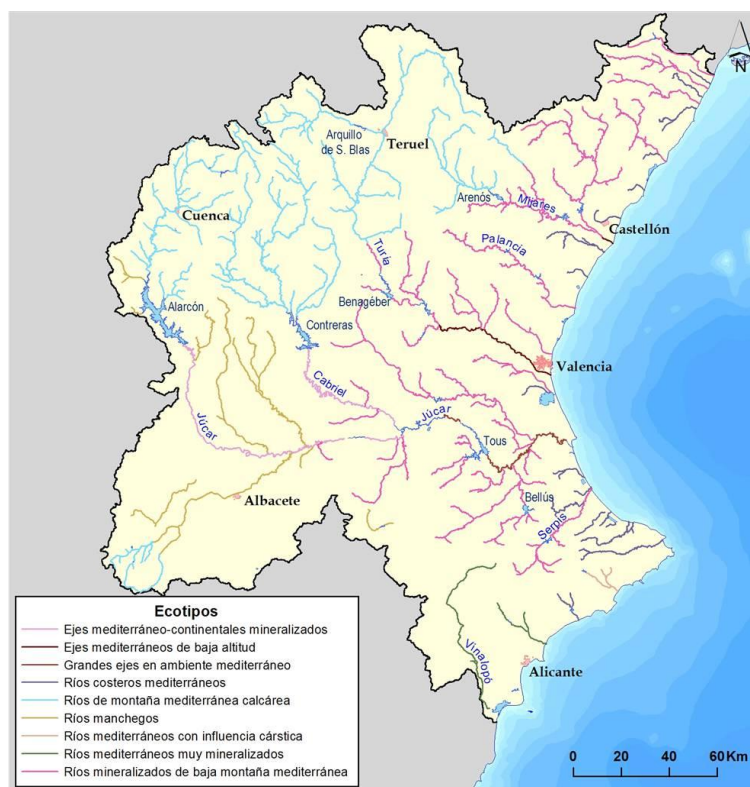 N
Arquillo
de S. Blas
Teruel
Arenós
Mijares
Cuenca
Castellón
Palancia
Turia
Alarcón
Contreras
Benagéber
Valencia
Cabriel
Júcar
Júcar
Tous
Albacete
Bellús
Serpis
Vinalopó
Alicante
Ecotipos
Ejes mediterráneo-continentales mineralizados
Ejes mediterráneos de baja altitud
Grandes ejes en ambiente mediterráneo
Ríos costeros mediterráneos
Ríos de montaña mediterránea calcárea
Ríos manchegos
Ríos mediterráneos con influencia cárstica
Ríos mediterráneos muy mineralizados
Ríos mineralizados de baja montaña mediterránea
0 20 40 60 Km